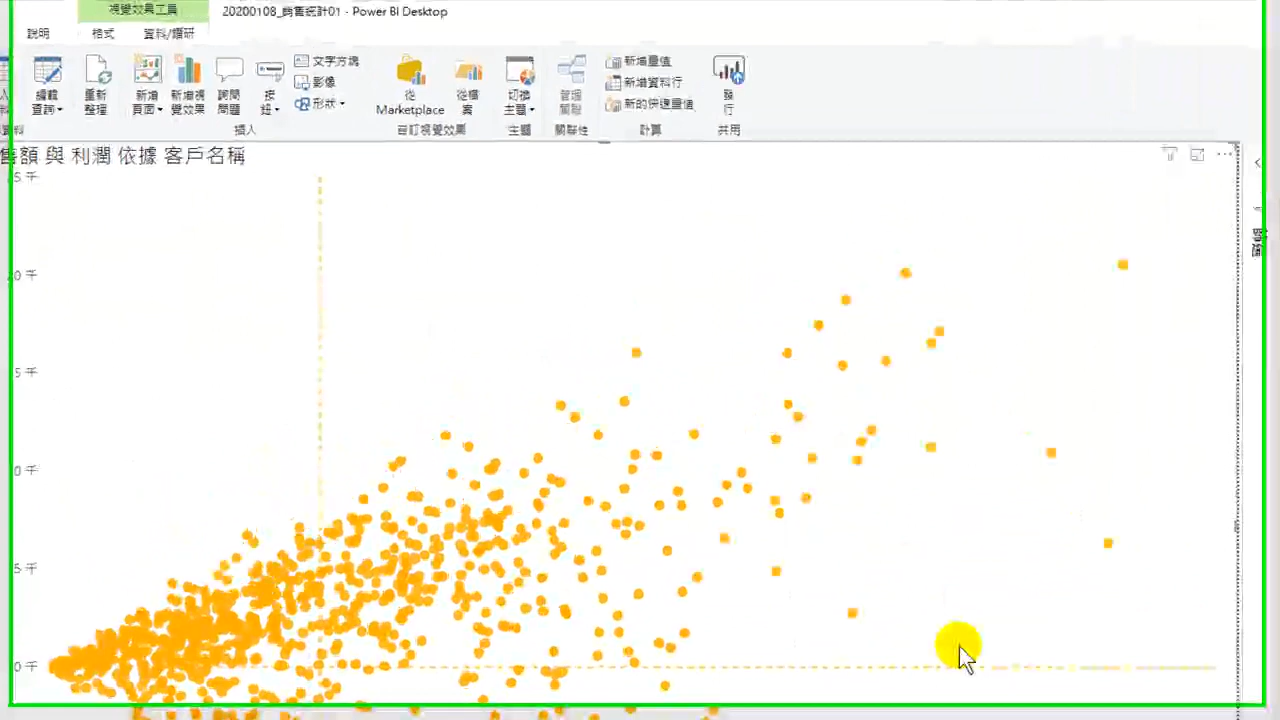 視覺效果工具
20200108_銷售統計01 - Power BI Desktop
說明 格式 資料/鑽研
編輯查詢 重新整理 新增頁面 新增視覺效果 詢問問題 按鈕 文字方塊 影像 形狀 從 Marketplace 從檔案 切換主題 管理關聯 新增量值 新增資料行 新的快速量值 發行
插入 自訂視覺效果 主題 關聯性 計算 共用
售額 與 利潤 依據 客戶名稱
5 千
0 千
5 千
0 千
5 千
0 千
篩選